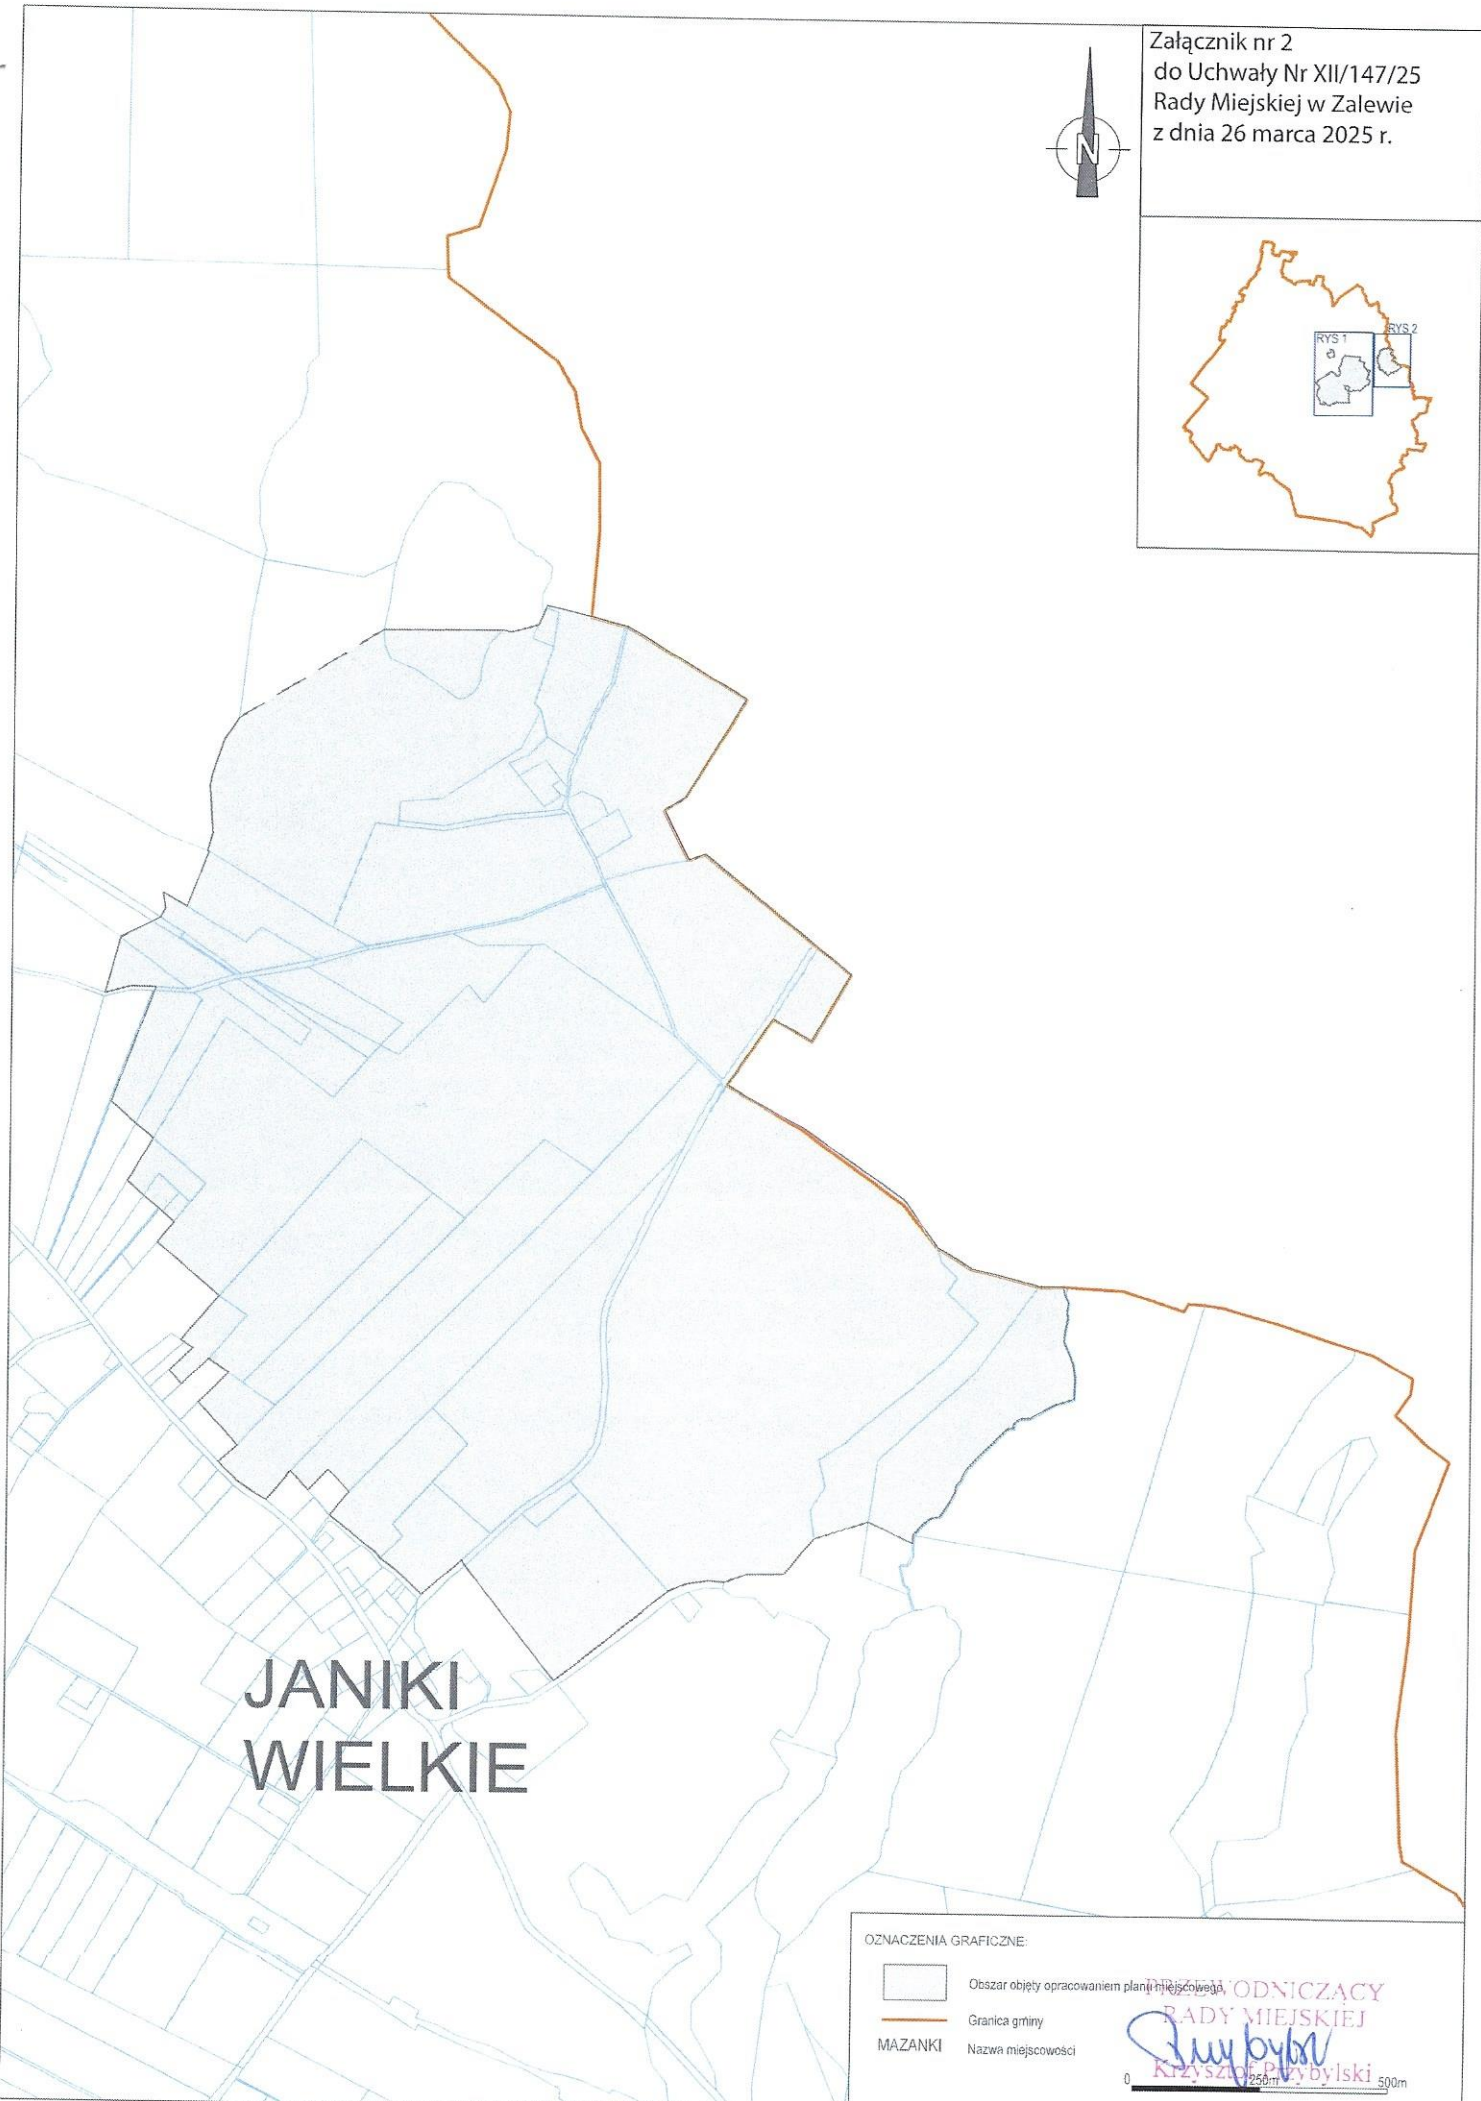 Załącznik nr 2
do Uchwały Nr XII/147/25
Rady Miejskiej w Zalewie
z dnia 26 marca 2025 r.
N
RYS 1
RYS 2
JANIKI
WIELKIE
OZNACZENIA GRAFICZNE:
Obszar objęty opracowaniem planu miejscowego
Granica gminy
MAZANKI Nazwa miejscowości
PRZEWODNICZĄCY
RADY MIEJSKIEJ
Krzysztof Przybylski
0 250m 500m